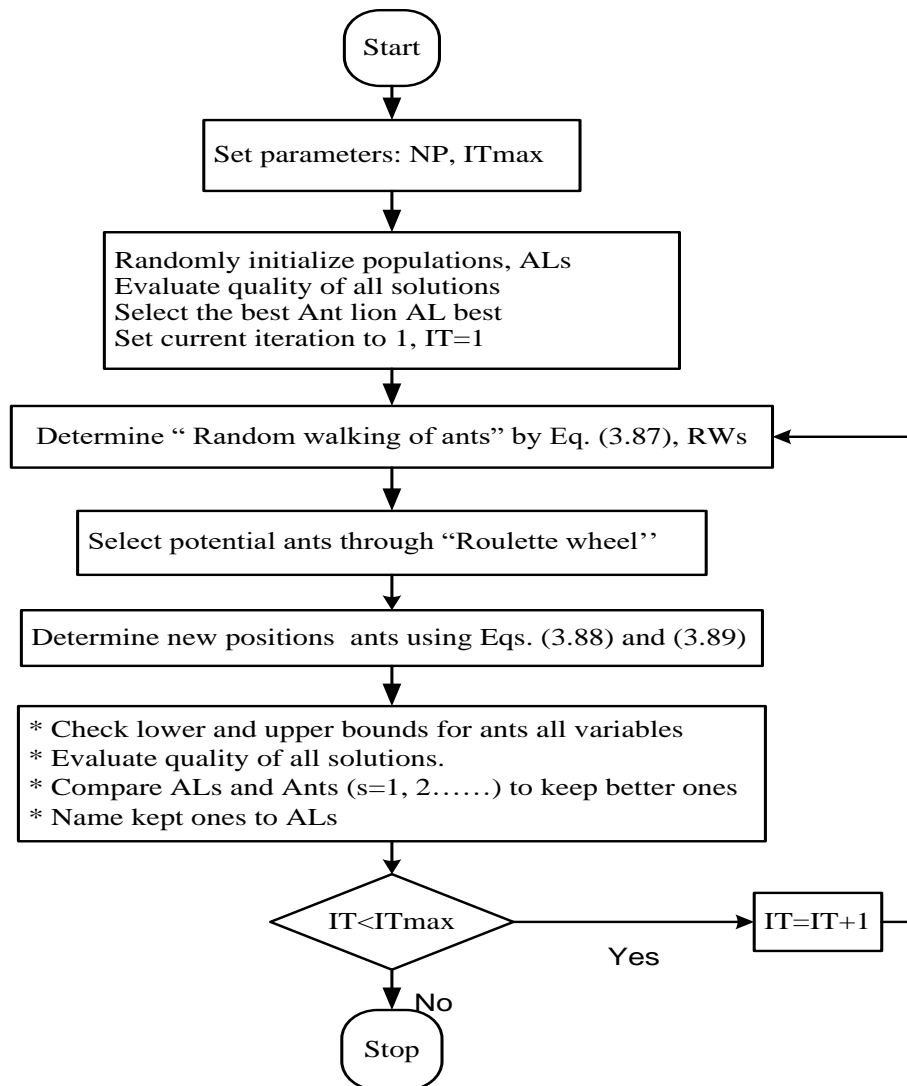 Start
Set parameters: NP, ITmax
Randomly initialize populations, ALs
Evaluate quality of all solutions
Select the best Ant lion AL best
Set current iteration to 1, IT=1
Determine “ Random walking of ants” by Eq. (3.87), RWs
Select potential ants through “Roulette wheel’’
Determine new positions  ants using Eqs. (3.88) and (3.89)
* Check lower and upper bounds for ants all variables
* Evaluate quality of all solutions.
* Compare ALs and Ants (s=1, 2……) to keep better ones
* Name kept ones to ALs
IT<ITmax
Yes
IT=IT+1
No
Stop